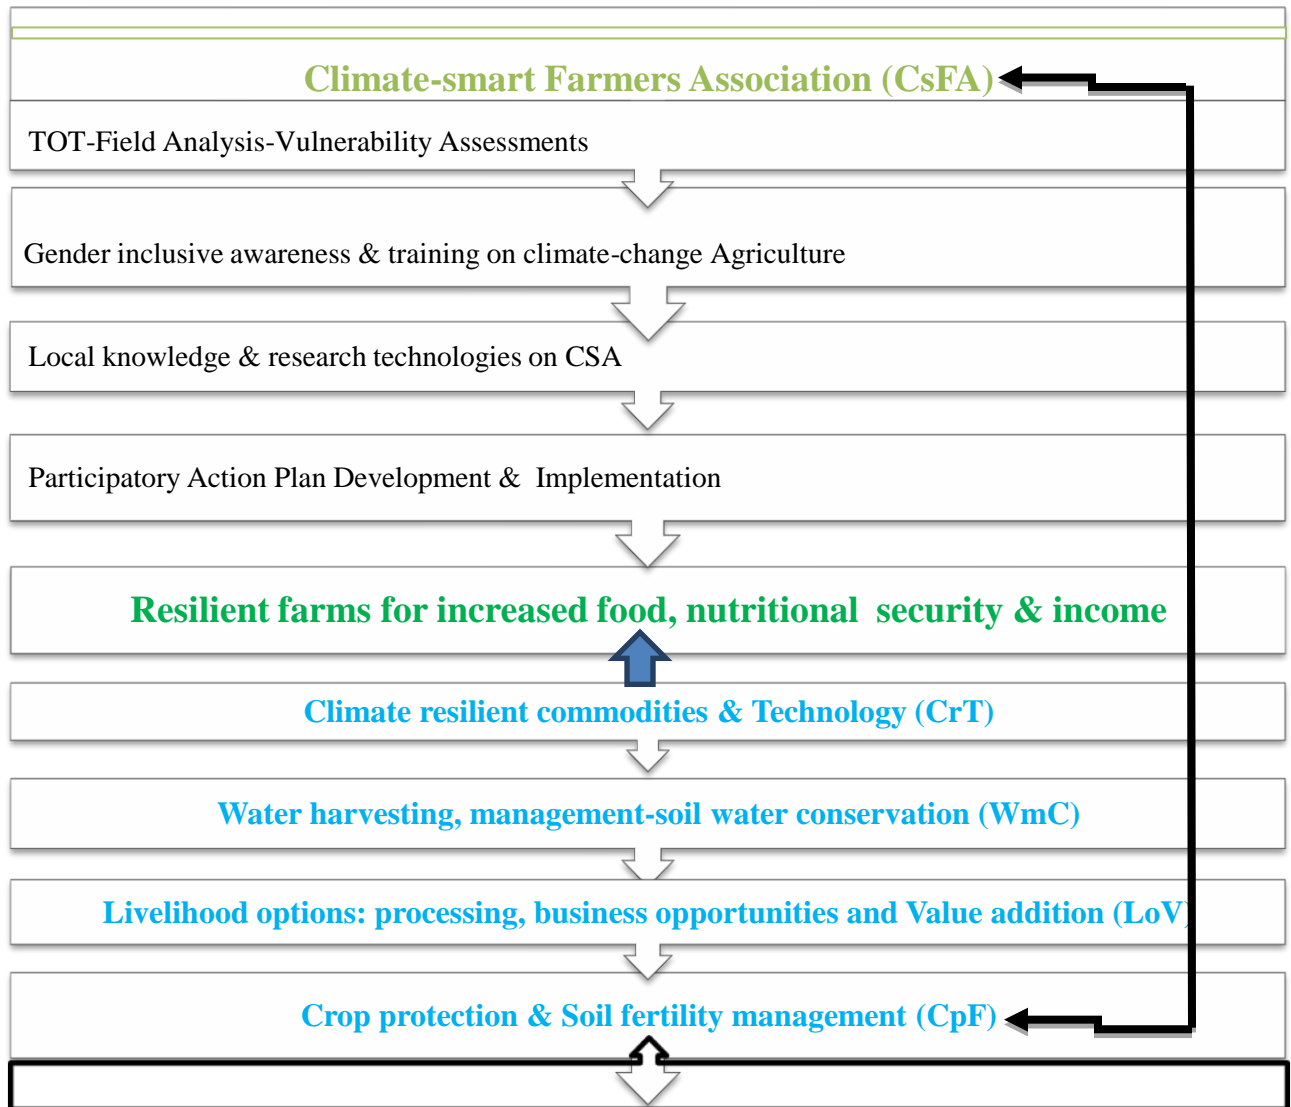 Climate-smart Farmers Association (CsFA)
TOT-Field Analysis-Vulnerability Assessments
Gender inclusive awareness & training on climate-change Agriculture
Local knowledge & research technologies on CSA
Participatory Action Plan Development & Implementation
Resilient farms for increased food, nutritional security & income
Climate resilient commodities & Technology (CrT)
Water harvesting, management-soil water conservation (WmC)
Livelihood options: processing, business opportunities and Value addition (LoV)
Crop protection & Soil fertility management (CpF)